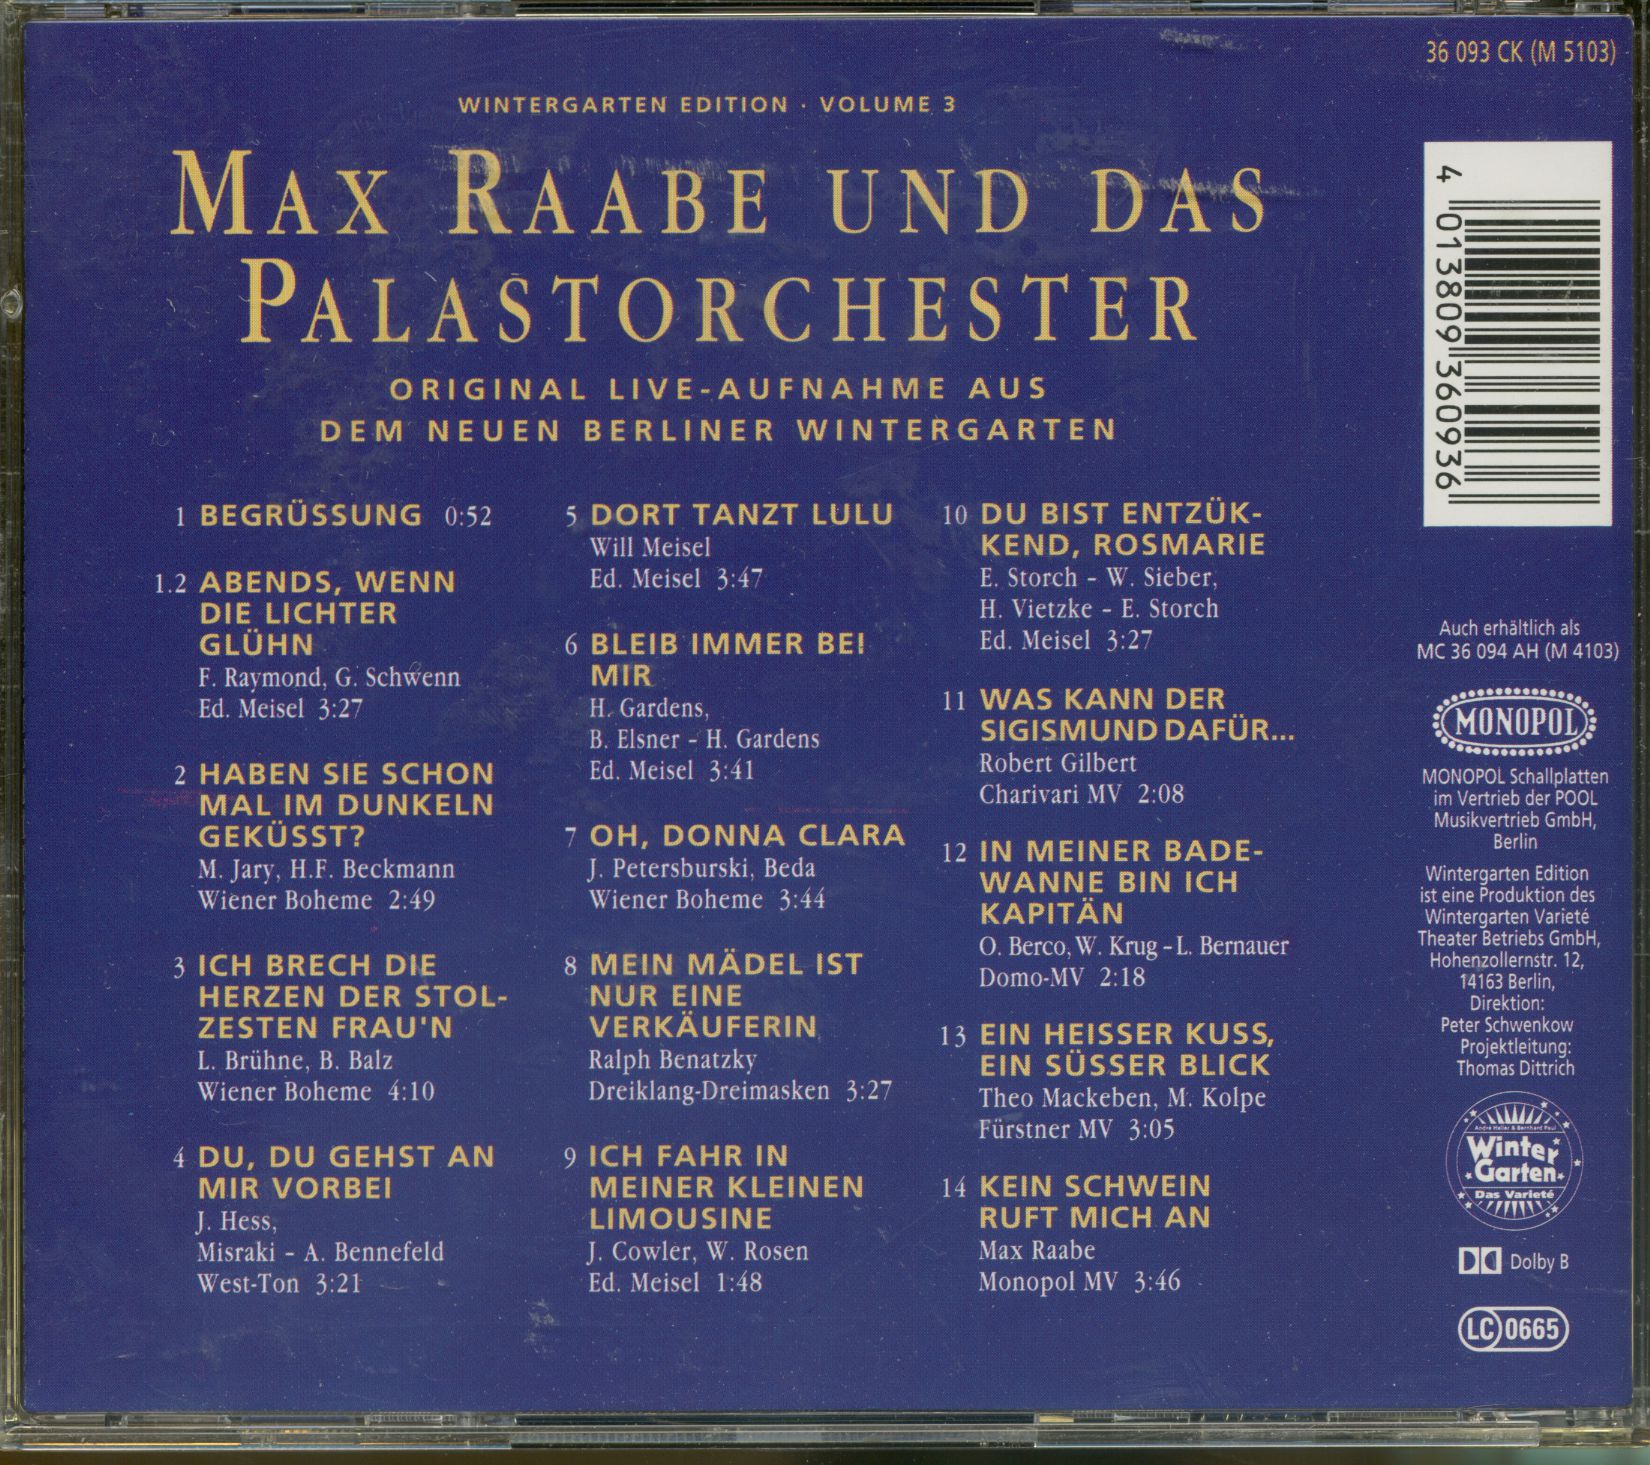 36 093 CK (M 5103)
WINTERGARTEN EDITION · VOLUME 3
MAX RAABE UND DAS
PALASTORCHESTER
ORIGINAL LIVE-AUFNAHME AUS
DEM NEUEN BERLINER WINTERGARTEN
1 BEGRÜSSUNG 0:52
1.2 ABENDS, WENN
DIE LICHTER
GLÜHN
F. Raymond, G. Schwenn
Ed. Meisel 3:27
2 HABEN SIE SCHON
MAL IM DUNKELN
GEKÜSST?
M. Jary, H.F. Beckmann
Wiener Boheme 2:49
3 ICH BRECH DIE
HERZEN DER STOL-
ZESTEN FRAU'N
L. Brühne, B. Balz
Wiener Boheme 4:10
4 DU, DU GEHST AN
MIR VORBEI
J. Hess,
Misraki – A. Bennefeld
West-Ton 3:21
5 DORT TANZT LULU
Will Meisel
Ed. Meisel 3:47
6 BLEIB IMMER BEI
MIR
H. Gardens,
B. Elsner – H. Gardens
Ed. Meisel 3:41
7 OH, DONNA CLARA
J. Petersburski, Beda
Wiener Boheme 3:44
8 MEIN MÄDEL IST
NUR EINE
VERKÄUFERIN
Ralph Benatzky
Dreiklang-Dreimasken 3:27
9 ICH FAHR IN
MEINER KLEINEN
LIMOUSINE
J. Cowler, W. Rosen
Ed. Meisel 1:48
10 DU BIST ENTZÜK-
KEND, ROSMARIE
E. Storch – W. Sieber,
H. Vietzke – E. Storch
Ed. Meisel 3:27
11 WAS KANN DER
SIGISMUND DAFÜR...
Robert Gilbert
Charivari MV 2:08
12 IN MEINER BADE-
WANNE BIN ICH
KAPITÄN
O. Berco, W. Krug – L. Bernauer
Domo-MV 2:18
13 EIN HEISSER KUSS,
EIN SÜSSER BLICK
Theo Mackeben, M. Kolpe
Fürstner MV 3:05
14 KEIN SCHWEIN
RUFT MICH AN
Max Raabe
Monopol MV 3:46
4 013809 360936
Auch erhältlich als
MC 36 094 AH (M 4103)
MONOPOL
MONOPOL Schallplatten
im Vertrieb der POOL
Musikvertrieb GmbH,
Berlin
Wintergarten Edition
ist eine Produktion des
Wintergarten Varieté
Theater Betriebs GmbH,
Hohenzollernstr. 12,
14163 Berlin,
Direktion:
Peter Schwenkow
Projektleitung:
Thomas Dittrich
André Heller & Bernhard Paul
Winter
Garten
Das Varieté
Dolby B
LC 0665